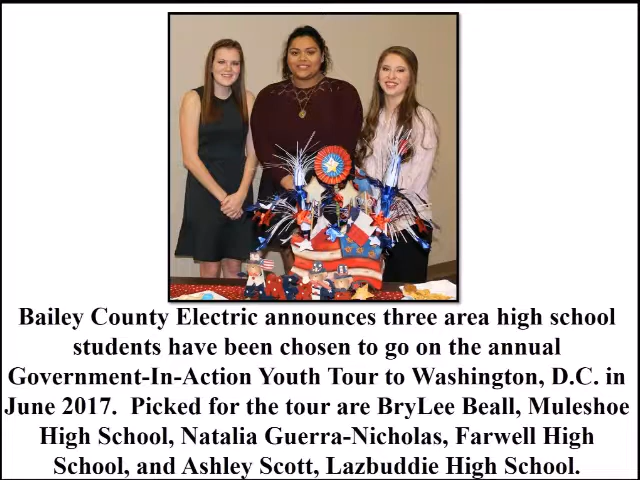 Bailey County Electric announces three area high school
students have been chosen to go on the annual
Government-In-Action Youth Tour to Washington, D.C. in
June 2017.  Picked for the tour are BryLee Beall, Muleshoe
High School, Natalia Guerra-Nicholas, Farwell High
School, and Ashley Scott, Lazbuddie High School.